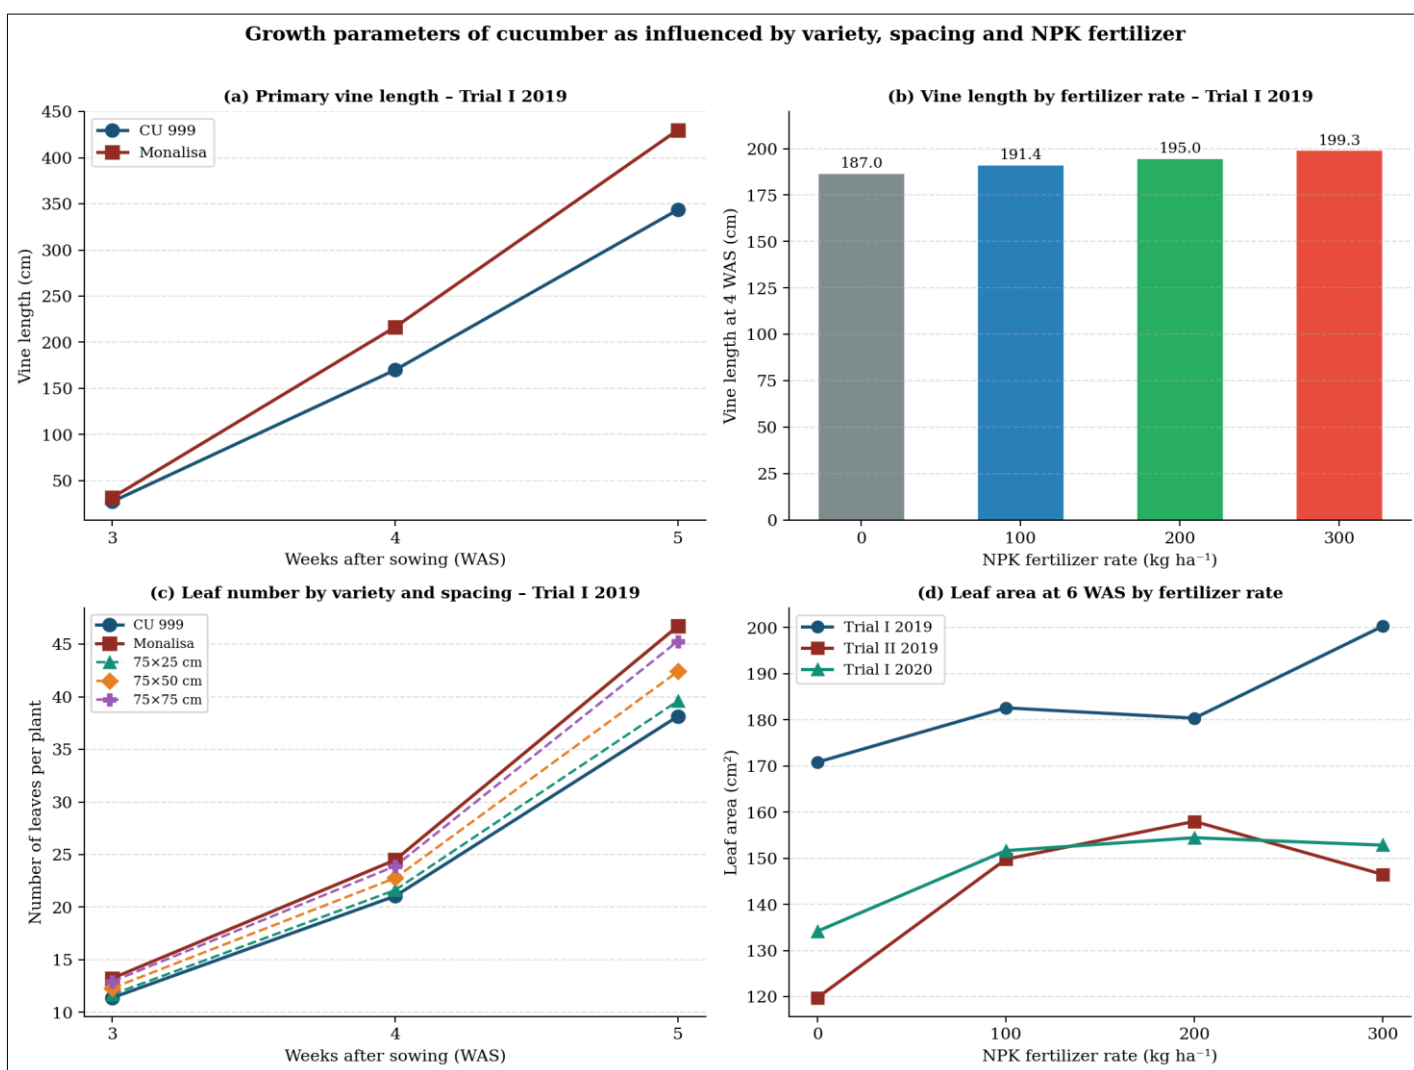 Growth parameters of cucumber as influenced by variety, spacing and NPK fertilizer
(a) Primary vine length – Trial I 2019
CU 999
Monalisa
Vine length (cm)
450
400
350
300
250
200
150
100
50
3 4 5
Weeks after sowing (WAS)
(b) Vine length by fertilizer rate – Trial I 2019
Vine length at 4 WAS (cm)
200
175
150
125
100
75
50
25
0
187.0 191.4 195.0 199.3
0 100 200 300
NPK fertilizer rate (kg ha⁻¹)
(c) Leaf number by variety and spacing – Trial I 2019
CU 999
Monalisa
75×25 cm
75×50 cm
75×75 cm
Number of leaves per plant
45
40
35
30
25
20
15
10
3 4 5
Weeks after sowing (WAS)
(d) Leaf area at 6 WAS by fertilizer rate
Trial I 2019
Trial II 2019
Trial I 2020
Leaf area (cm²)
200
190
180
170
160
150
140
130
120
0 100 200 300
NPK fertilizer rate (kg ha⁻¹)